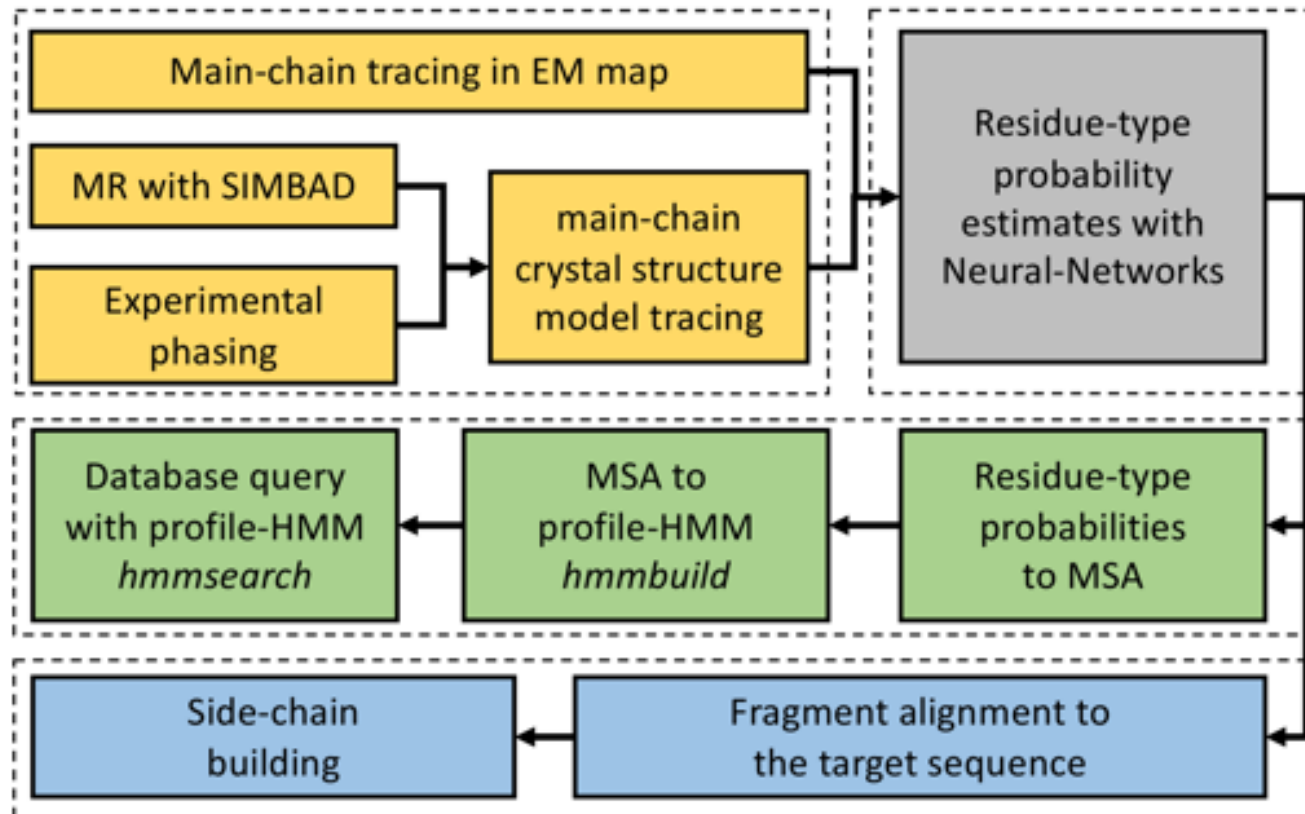 Main-chain tracing in EM map
MR with SIMBAD
Experimental
phasing
main-chain
crystal structure
model tracing
Residue-type
probability
estimates with
Neural-Networks
Database query
with profile-HMM
hmmsearch
MSA to
profile-HMM
hmmbuild
Residue-type
probabilities
to MSA
Side-chain
building
Fragment alignment to
the target sequence